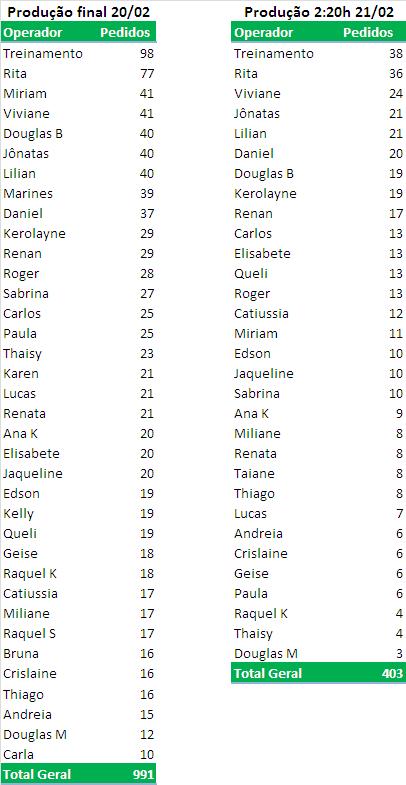 Produção final 20/02
Operador Pedidos
Treinamento 98
Rita 77
Miriam 41
Viviane 41
Douglas B 40
Jônatas 40
Lilian 40
Marines 39
Daniel 37
Kerolayne 29
Renan 29
Roger 28
Sabrina 27
Carlos 25
Paula 25
Thaisy 23
Karen 21
Lucas 21
Renata 21
Ana K 20
Elisabete 20
Jaqueline 20
Edson 19
Kelly 19
Queli 19
Geise 18
Raquel K 18
Catiussia 17
Miliane 17
Raquel S 17
Bruna 16
Crislaine 16
Thiago 16
Andreia 15
Douglas M 12
Carla 10
Total Geral 991
Produção 2:20h 21/02
Operador Pedidos
Treinamento 38
Rita 36
Viviane 24
Jônatas 21
Lilian 21
Daniel 20
Douglas B 19
Kerolayne 19
Renan 17
Carlos 13
Elisabete 13
Queli 13
Roger 13
Catiussia 12
Miriam 11
Edson 10
Jaqueline 10
Sabrina 10
Ana K 9
Miliane 8
Renata 8
Taiane 8
Thiago 8
Lucas 7
Andreia 6
Crislaine 6
Geise 6
Paula 6
Raquel K 4
Thaisy 4
Douglas M 3
Total Geral 403